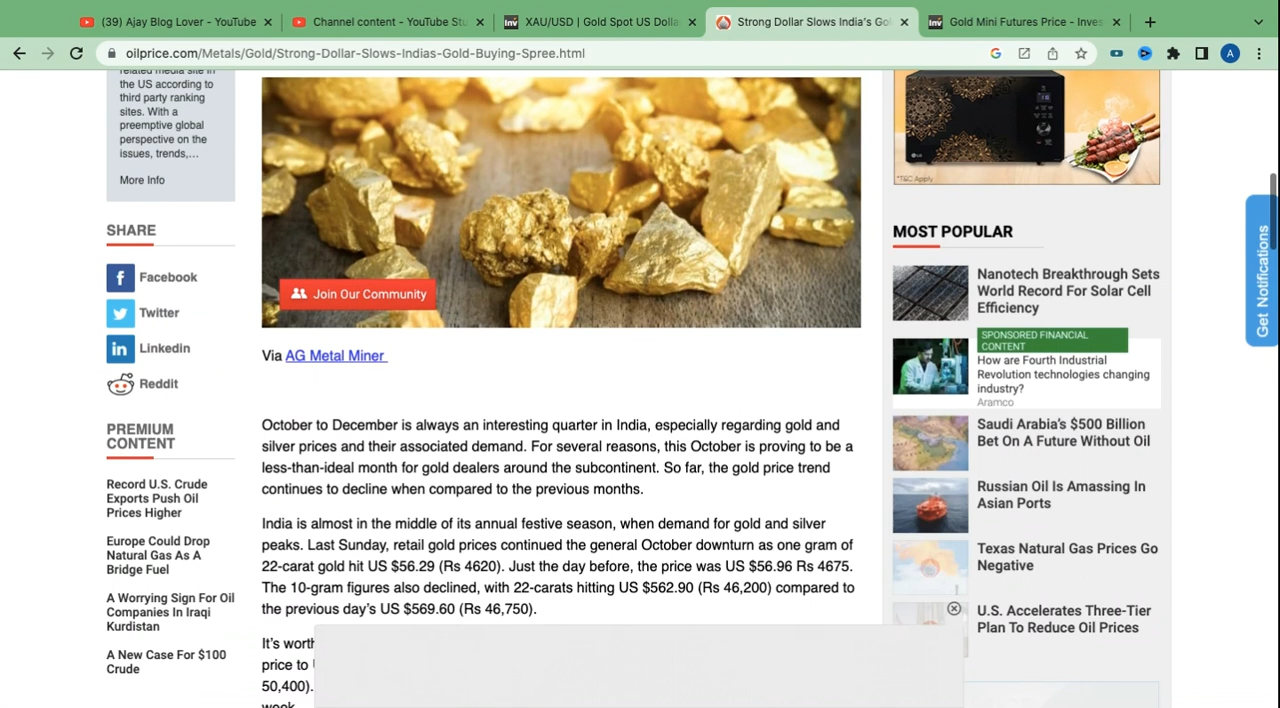 (39) Ajay Blog Lover - YouTube
Channel content - YouTube Stu
XAU/USD | Gold Spot US Dolla
Strong Dollar Slows India's Go
Gold Mini Futures Price - Inves
oilprice.com/Metals/Gold/Strong-Dollar-Slows-Indias-Gold-Buying-Spree.html
A
related media site in
the US according to
third party ranking
sites. With a
preemptive global
perspective on the
issues, trends,...
More Info
SHARE
Facebook
Twitter
Linkedin
Reddit
PREMIUM
CONTENT
Record U.S. Crude
Exports Push Oil
Prices Higher
Europe Could Drop
Natural Gas As A
Bridge Fuel
A Worrying Sign For Oil
Companies In Iraqi
Kurdistan
A New Case For $100
Crude
Join Our Community
Via AG Metal Miner
October to December is always an interesting quarter in India, especially regarding gold and
silver prices and their associated demand. For several reasons, this October is proving to be a
less-than-ideal month for gold dealers around the subcontinent. So far, the gold price trend
continues to decline when compared to the previous months.
India is almost in the middle of its annual festive season, when demand for gold and silver
peaks. Last Sunday, retail gold prices continued the general October downturn as one gram of
22-carat gold hit US $56.29 (Rs 4620). Just the day before, the price was US $56.96 Rs 4675.
The 10-gram figures also declined, with 22-carats hitting US $562.90 (Rs 46,200) compared to
the previous day's US $569.60 (Rs 46,750).
It's worth
price to
50,400).
week
*T&C Apply
MOST POPULAR
Nanotech Breakthrough Sets
World Record For Solar Cell
Efficiency
SPONSORED FINANCIAL
CONTENT
How are Fourth Industrial
Revolution technologies changing
industry?
Aramco
Saudi Arabia's $500 Billion
Bet On A Future Without Oil
Russian Oil Is Amassing In
Asian Ports
Texas Natural Gas Prices Go
Negative
U.S. Accelerates Three-Tier
Plan To Reduce Oil Prices
Get Notifications